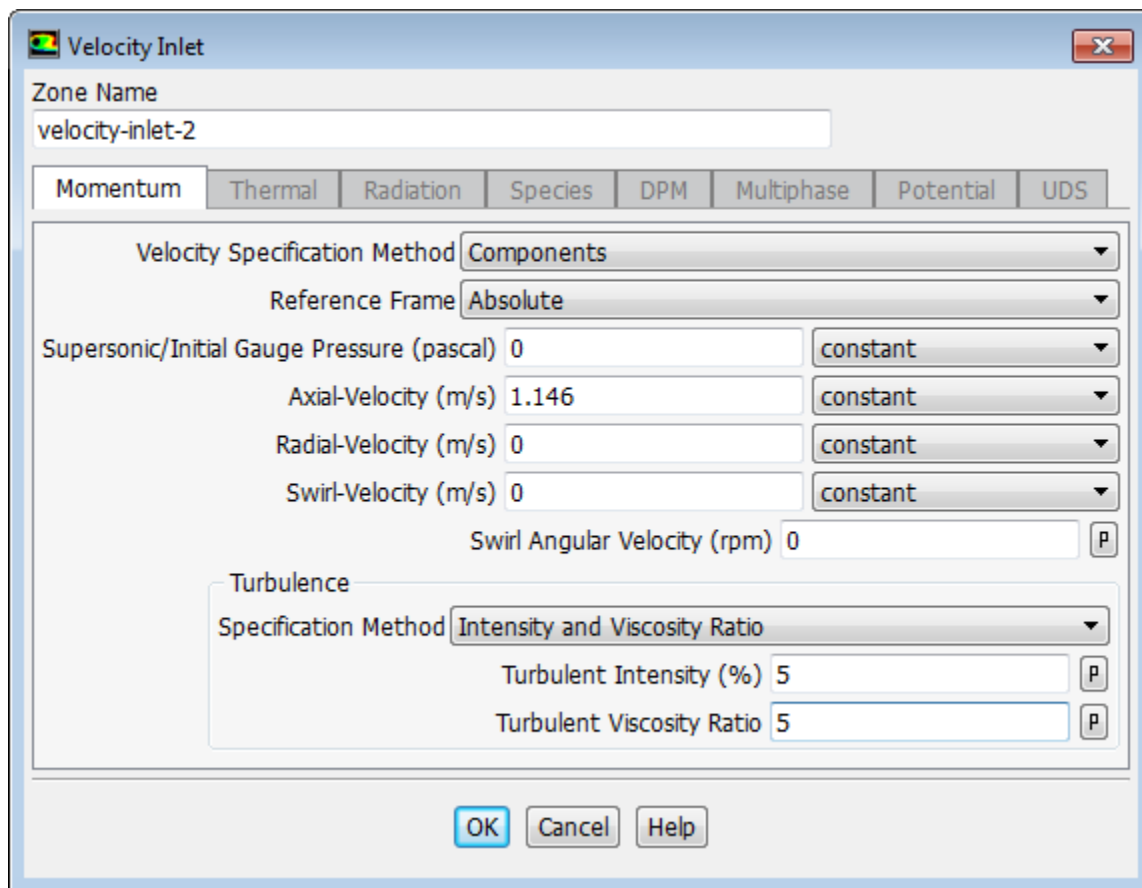 Velocity Inlet
Zone Name
velocity-inlet-2
Momentum Thermal Radiation Species DPM Multiphase Potential UDS
Velocity Specification Method Components
Reference Frame Absolute
Supersonic/Initial Gauge Pressure (pascal) 0 constant
Axial-Velocity (m/s) 1.146 constant
Radial-Velocity (m/s) 0 constant
Swirl-Velocity (m/s) 0 constant
Swirl Angular Velocity (rpm) 0 P
Turbulence
Specification Method Intensity and Viscosity Ratio
Turbulent Intensity (%) 5 P
Turbulent Viscosity Ratio 5 P
OK Cancel Help